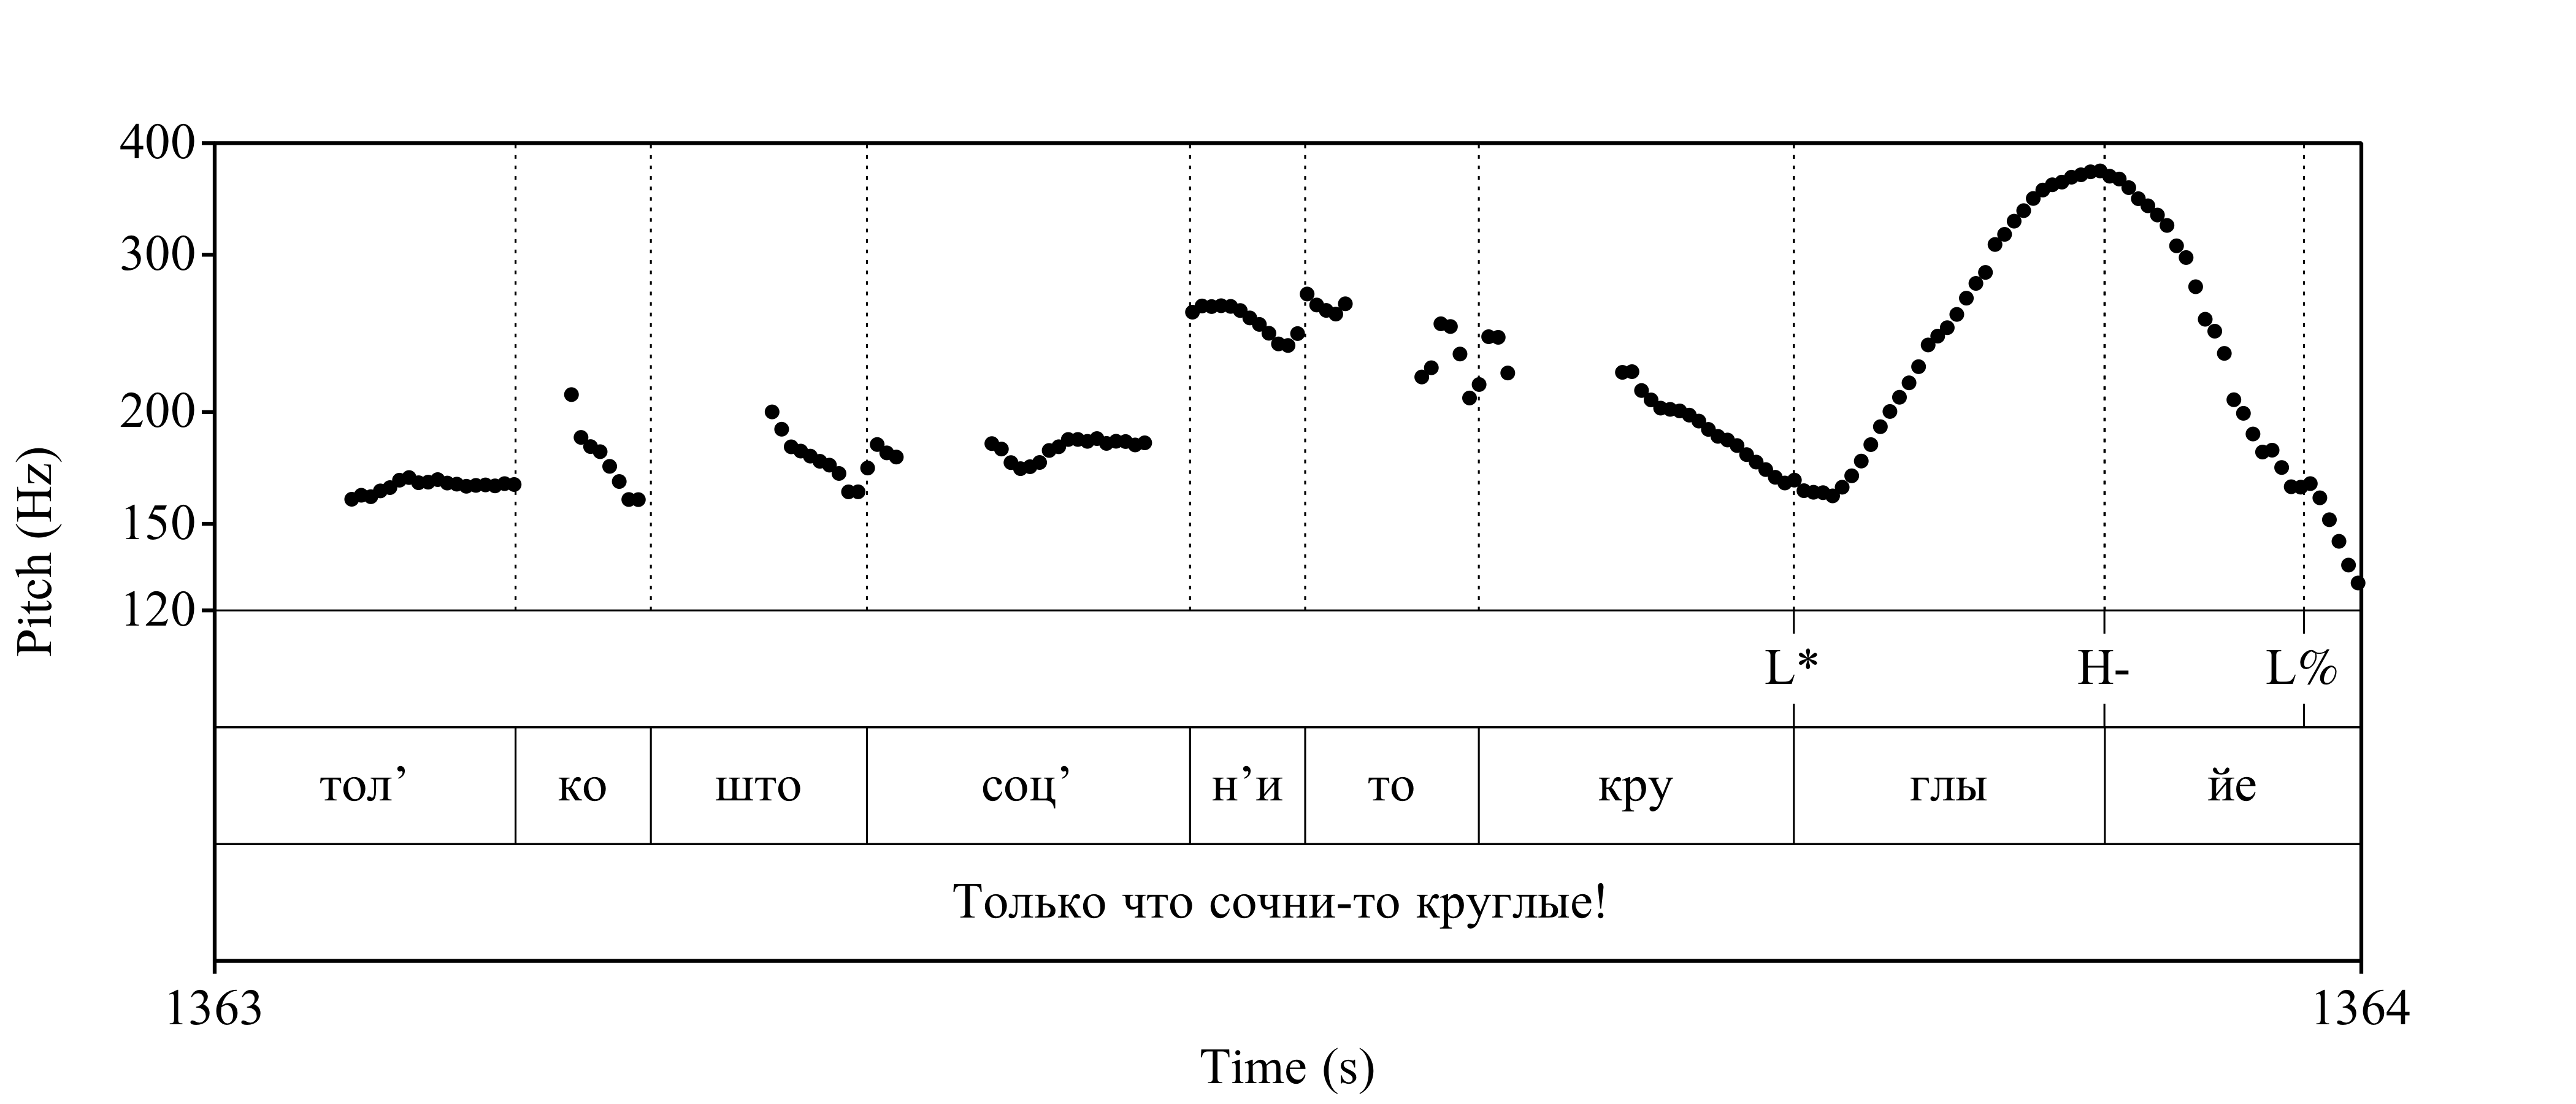 400
300
200
150
120
Pitch (Hz)
L* H- L%
тол’ ко што соц’ н’и то кру глы йе
Только что сочни-то круглые!
1363 1364
Time (s)